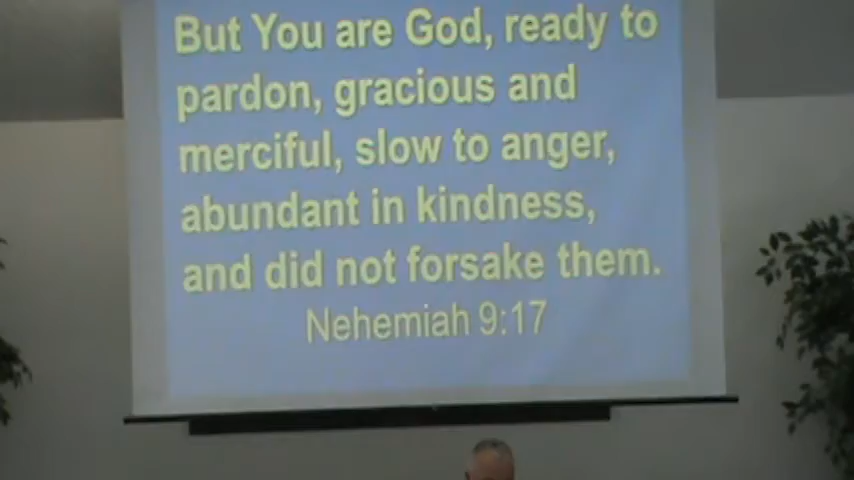 But You are God, ready to
pardon, gracious and
merciful, slow to anger,
abundant in kindness,
and did not forsake them.
Nehemiah 9:17